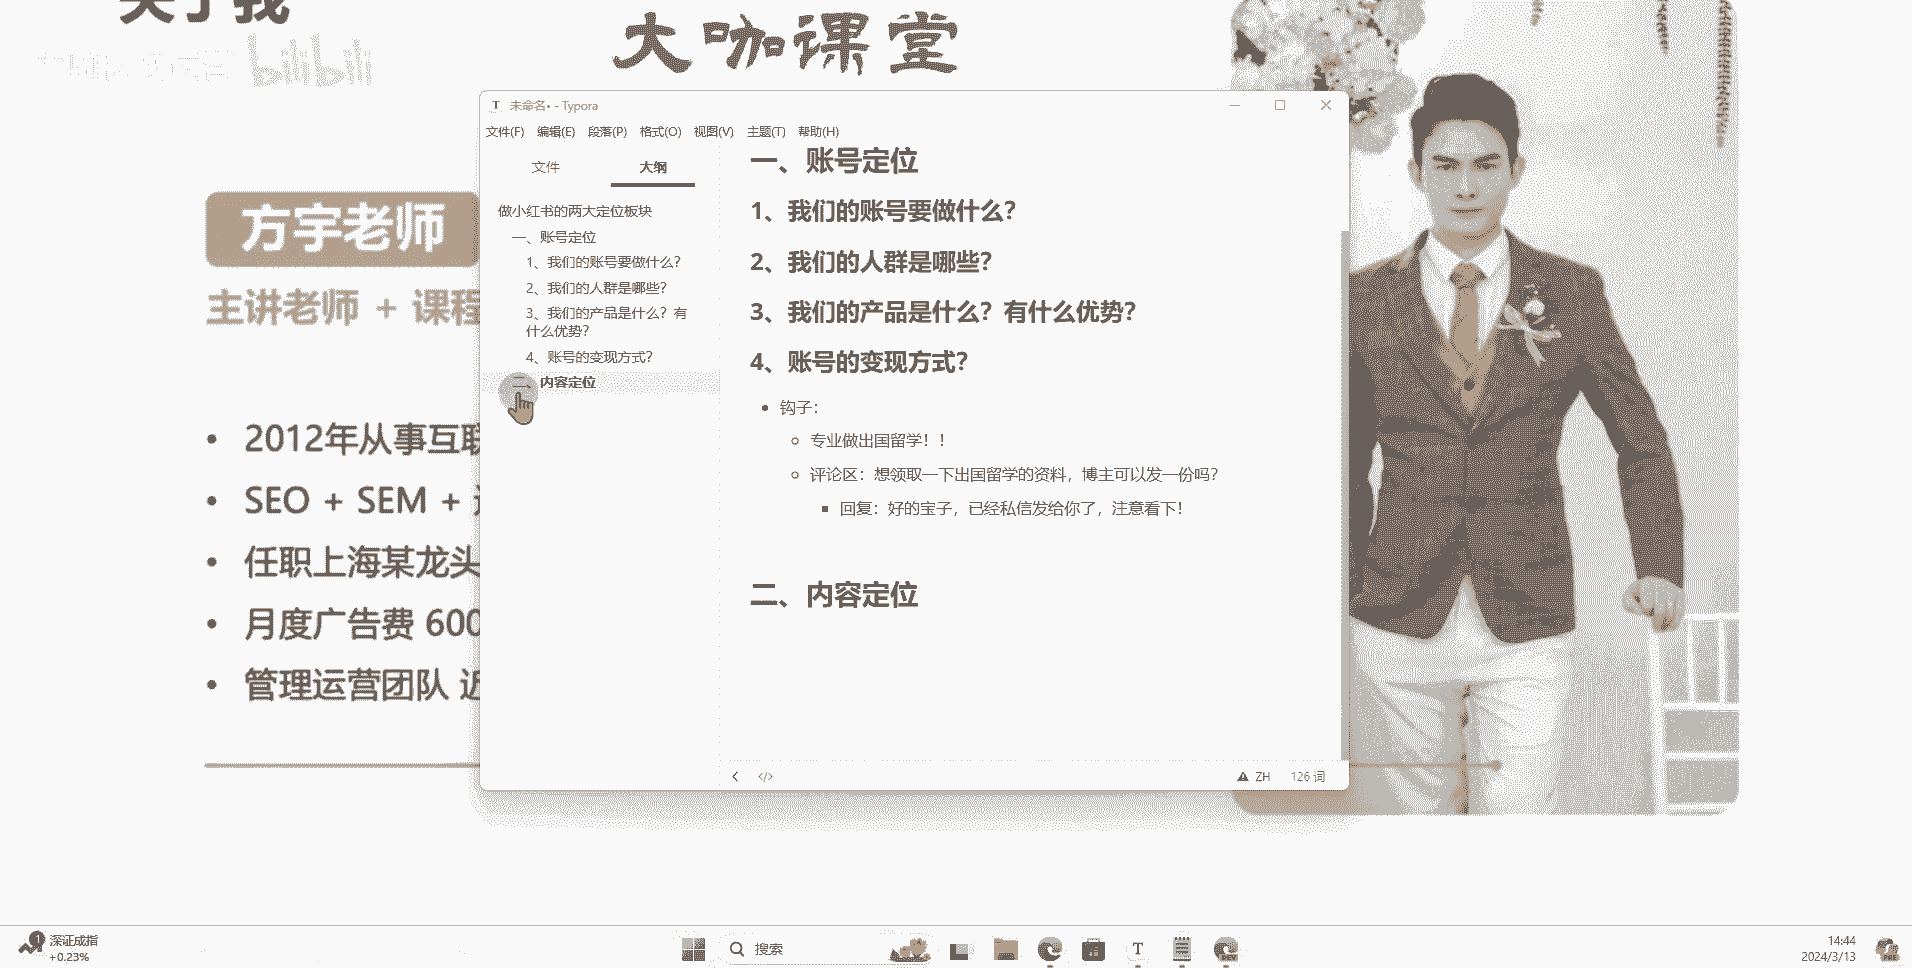 关于我
大咖课堂
bilibili
方宇老师
主讲老师 + 课程
2012年从事互联
SEO + SEM +
任职上海某龙头
月度广告费 600
管理运营团队 近
未命名• - Typora
文件(F) 编辑(E) 段落(P) 格式(O) 视图(V) 主题(T) 帮助(H)
文件 大纲
做小红书的两大定位板块
一、账号定位
1、我们的账号要做什么？
2、我们的人群是哪些？
3、我们的产品是什么？有
什么优势？
4、账号的变现方式？
二、内容定位
一、账号定位
1、我们的账号要做什么？
2、我们的人群是哪些？
3、我们的产品是什么？有什么优势？
4、账号的变现方式？
钩子：
专业做出国留学！！
评论区：想领取一下出国留学的资料，博主可以发一份吗？
回复：好的宝子，已经私信发给你了，注意看下！
二、内容定位
ZH 126 词
1
深证成指
+0.23%
搜索
T
DEV
14:44
2024/3/13
PRE